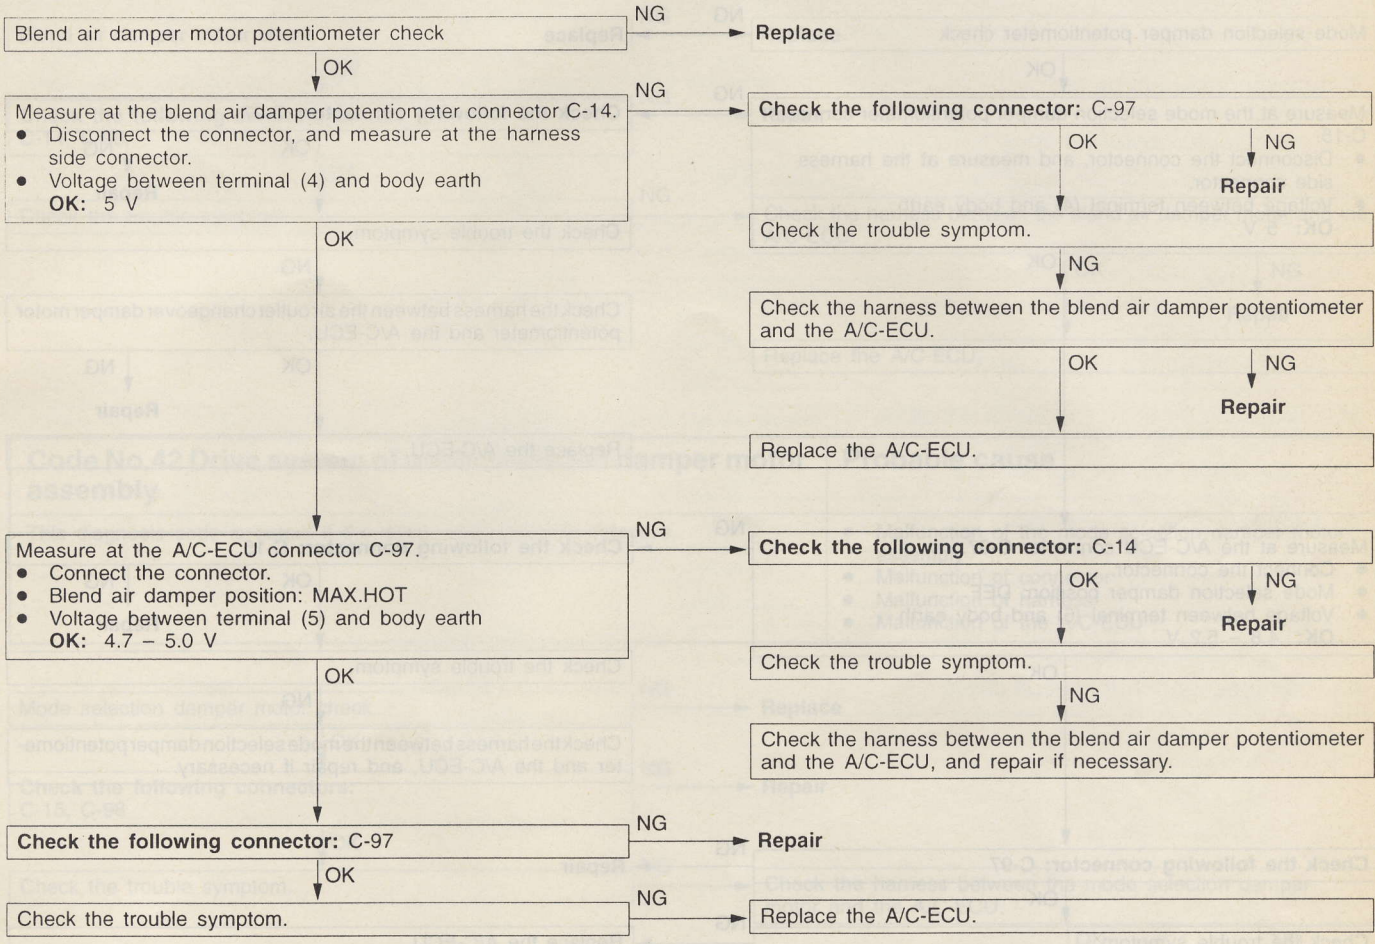 Blend air damper motor potentiometer check
NG
Replace
OK
Measure at the blend air damper potentiometer connector C-14.
● Disconnect the connector, and measure at the harness
side connector.
● Voltage between terminal (4) and body earth
OK: 5 V
NG
Check the following connector: C-97
OK
NG
Repair
Check the trouble symptom.
NG
Check the harness between the blend air damper potentiometer
and the A/C-ECU.
OK
NG
Repair
Replace the A/C-ECU.
OK
Measure at the A/C-ECU connector C-97.
● Connect the connector.
● Blend air damper position: MAX.HOT
● Voltage between terminal (5) and body earth
OK: 4.7 – 5.0 V
NG
Check the following connector: C-14
OK
NG
Repair
Check the trouble symptom.
NG
Check the harness between the blend air damper potentiometer
and the A/C-ECU, and repair if necessary.
OK
Check the following connector: C-97
NG
Repair
OK
Check the trouble symptom.
NG
Replace the A/C-ECU.